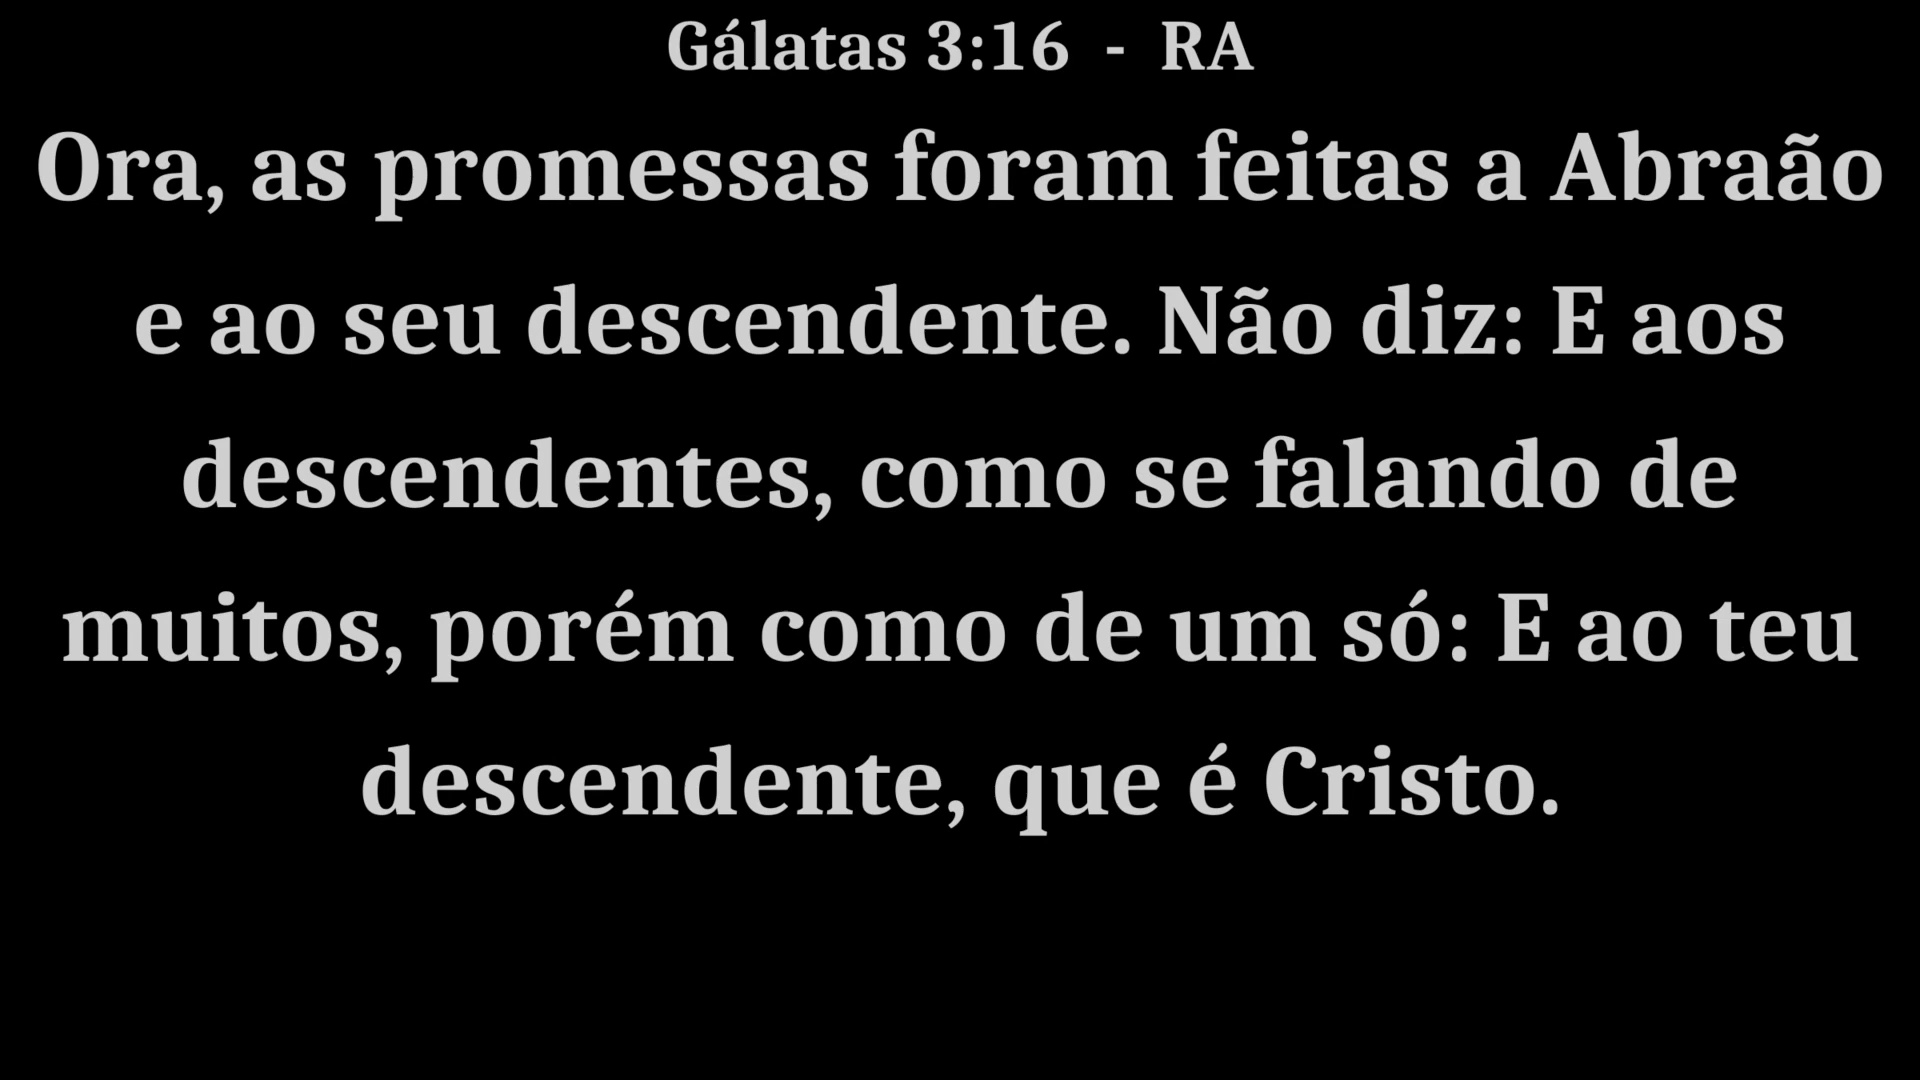 Gálatas 3:16 - RA
Ora, as promessas foram feitas a Abraão
e ao seu descendente. Não diz: E aos
descendentes, como se falando de
muitos, porém como de um só: E ao teu
descendente, que é Cristo.